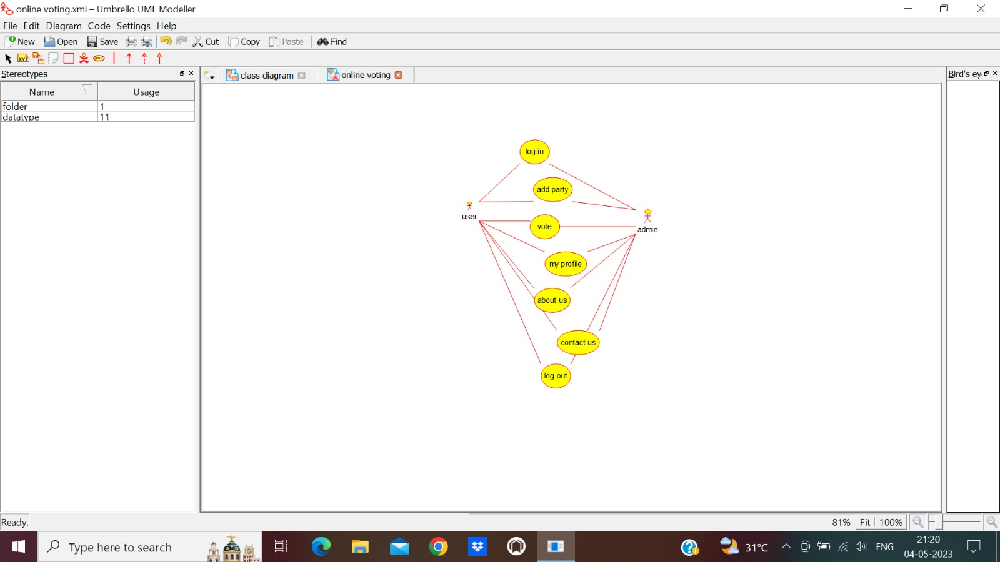 online voting.xmi – Umbrello UML Modeller
File Edit Diagram Code Settings Help
New Open Save Cut Copy Paste Find
XYZ XYZ ABC
Stereotypes
class diagram
online voting
Bird's ey
Name Usage
folder 1
datatype 11
log in
add party
user
vote
admin
my profile
about us
contact us
log out
Ready.
81% Fit 100%
Type here to search
31°C
ENG
21:20
04-05-2023